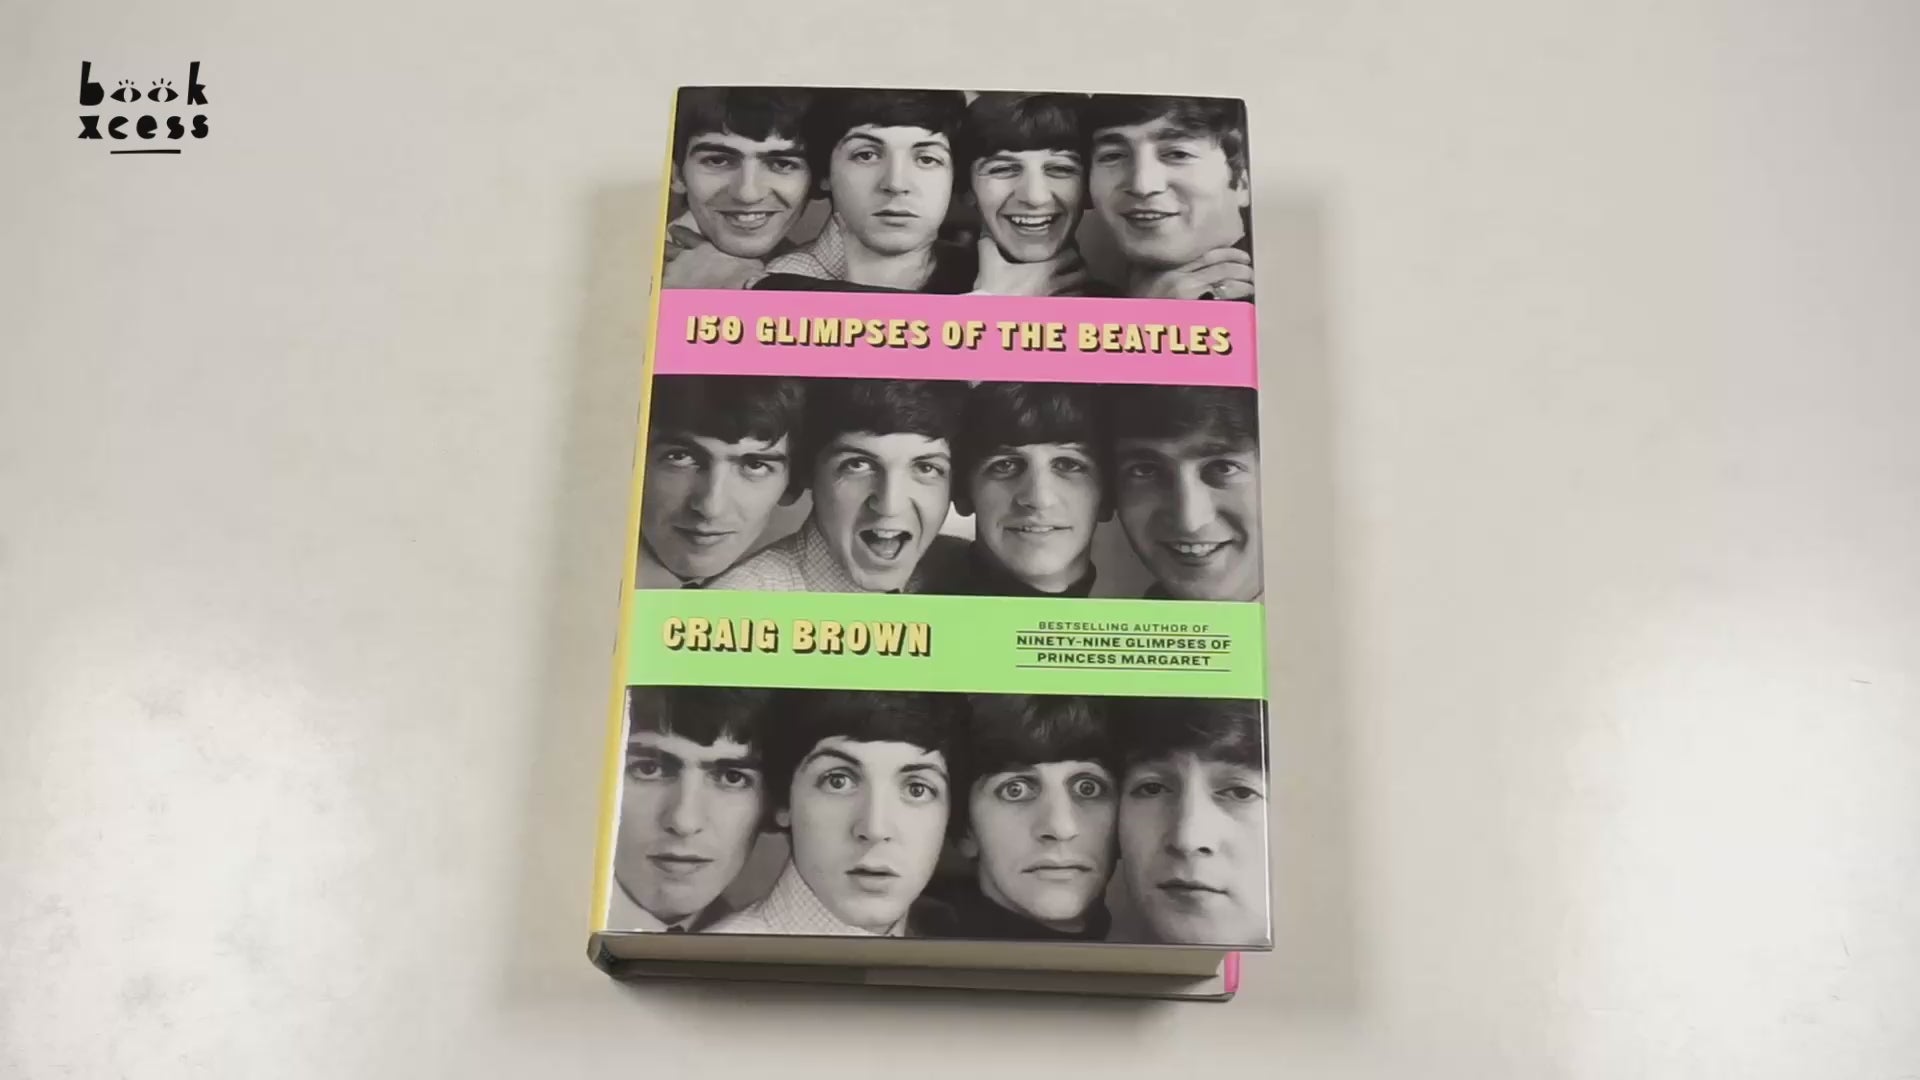 book
xcess
150 GLIMPSES OF THE BEATLES
CRAIG BROWN
BESTSELLING AUTHOR OF
NINETY-NINE GLIMPSES OF
PRINCESS MARGARET